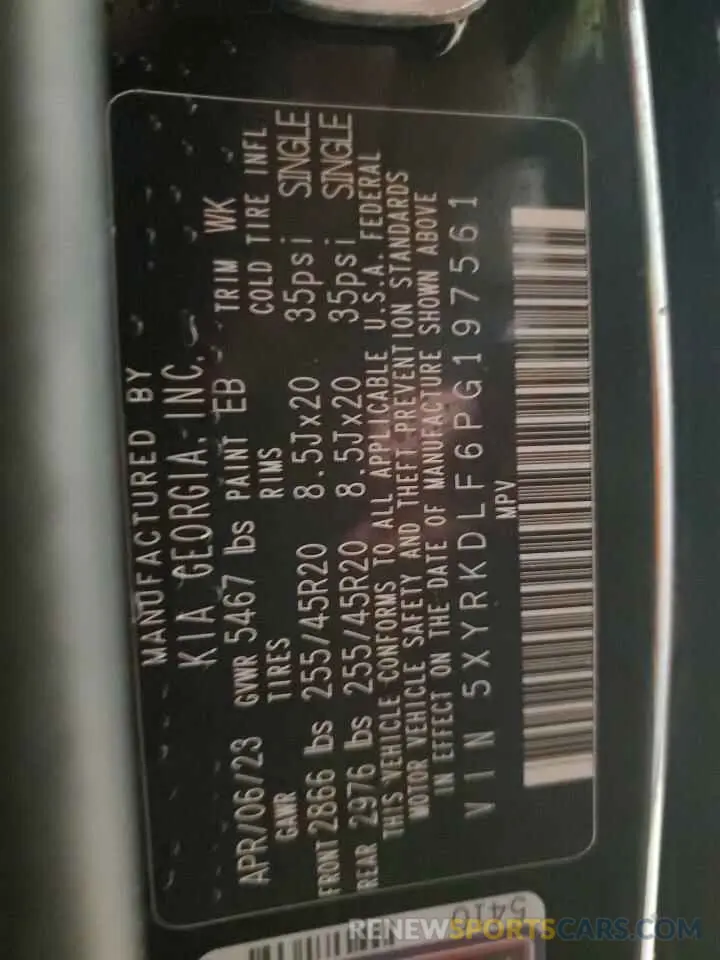 MANUFACTURED BY
KIA GEORGIA, INC.
APR/06/23 GVWR 5467 lbs PAINT EB TRIM WK
GAWR TIRES RIMS COLD TIRE INFL
FRONT 2866 lbs 255/45R20 8.5Jx20 35psi SINGLE
REAR 2976 lbs 255/45R20 8.5Jx20 35psi SINGLE
THIS VEHICLE CONFORMS TO ALL APPLICABLE U.S.A. FEDERAL
MOTOR VEHICLE SAFETY AND THEFT PREVENTION STANDARDS
IN EFFECT ON THE DATE OF MANUFACTURE SHOWN ABOVE
VIN 5XYRKDLF6PG197561
MPV
5410
RENEWSPORTSCARS.COM